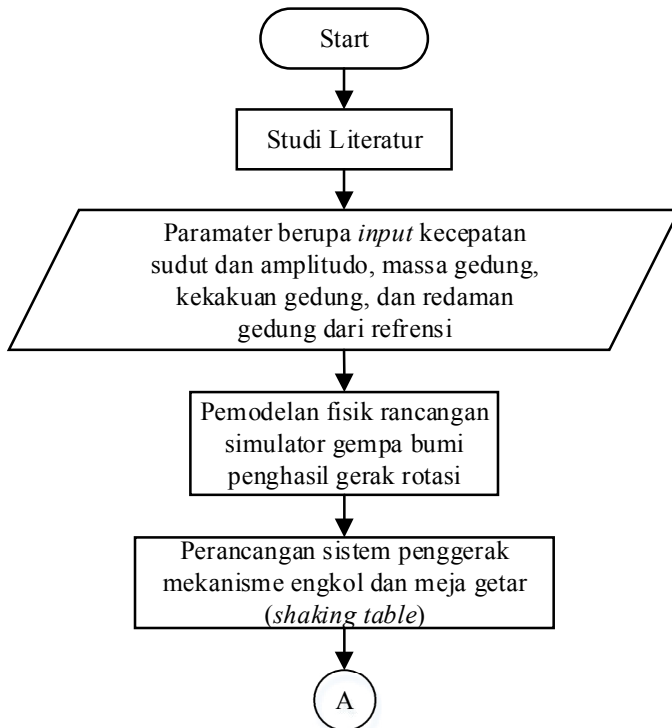 Start
Studi Literatur
Paramater berupa input kecepatan
sudut dan amplitudo, massa gedung,
kekakuan gedung, dan redaman
gedung dari refrensi
Pemodelan fisik rancangan
simulator gempa bumi
penghasil gerak rotasi
Perancangan sistem penggerak
mekanisme engkol dan meja getar
(shaking table)
A